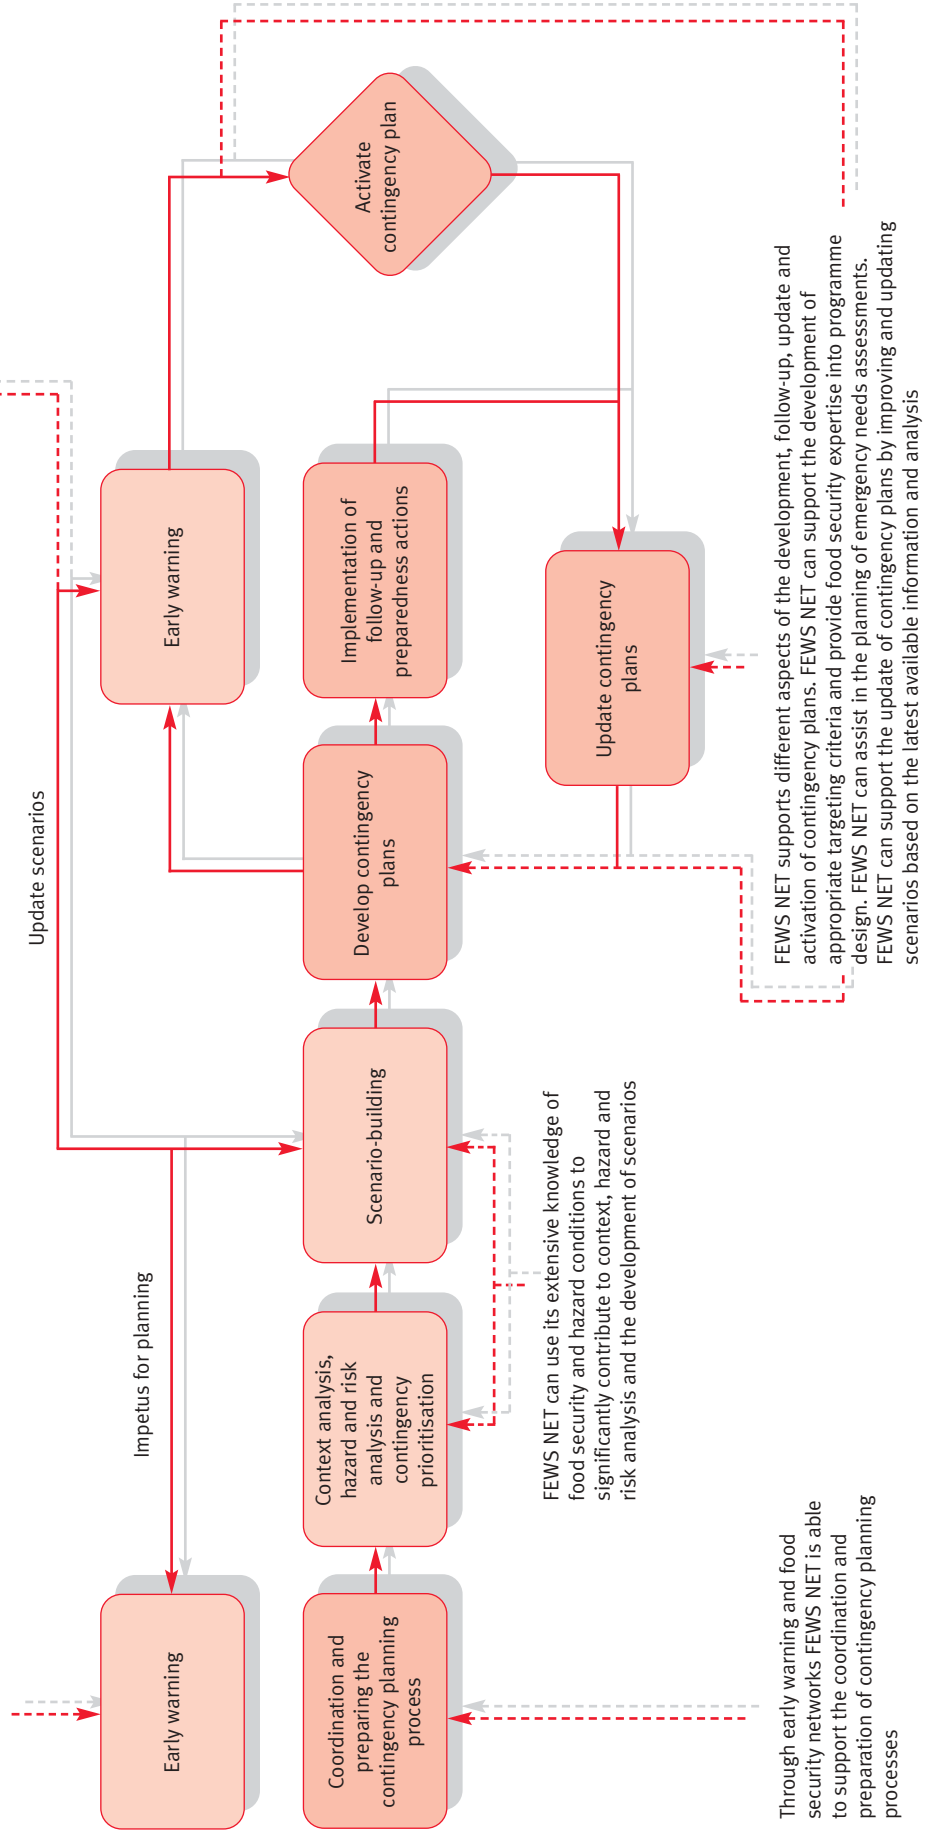 Update scenarios
Impetus for planning
Early warning
Early warning
Activate
contingency plan
Coordination and
preparing the
contingency planning
process
Context analysis,
hazard and risk
analysis and
contingency
prioritisation
Scenario-building
Develop contingency
plans
Implementation of
follow-up and
preparedness actions
Update contingency
plans
Through early warning and food
security networks FEWS NET is able
to support the coordination and
preparation of contingency planning
processes
FEWS NET can use its extensive knowledge of
food security and hazard conditions to
significantly contribute to context, hazard and
risk analysis and the development of scenarios
FEWS NET supports different aspects of the development, follow-up, update and
activation of contingency plans. FEWS NET can support the development of
appropriate targeting criteria and provide food security expertise into programme
design. FEWS NET can assist in the planning of emergency needs assessments.
FEWS NET can support the update of contingency plans by improving and updating
scenarios based on the latest available information and analysis